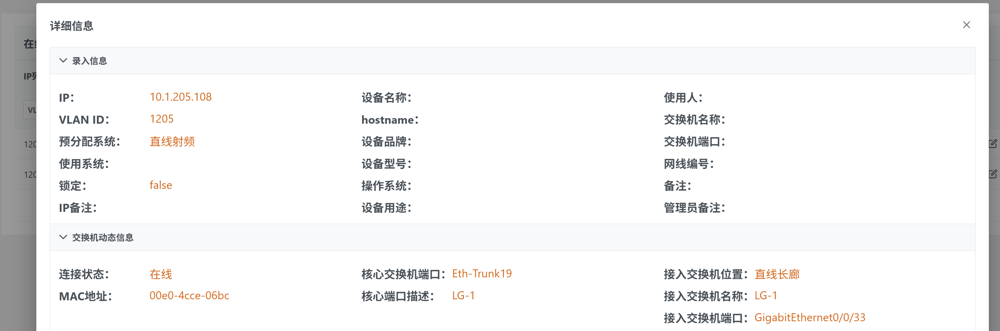 详细信息
在
录入信息
IP
IP： 10.1.205.108 设备名称： 使用人：
VL
VLAN ID： 1205 hostname： 交换机名称：
预分配系统： 直线射频 设备品牌： 交换机端口：
120
使用系统： 设备型号： 网线编号：
120
锁定： false 操作系统： 备注：
IP备注： 设备用途： 管理员备注：
交换机动态信息
连接状态： 在线 核心交换机端口： Eth-Trunk19 接入交换机位置： 直线长廊
MAC地址： 00e0-4cce-06bc 核心端口描述： LG-1 接入交换机名称： LG-1
接入交换机端口： GigabitEthernet0/0/33